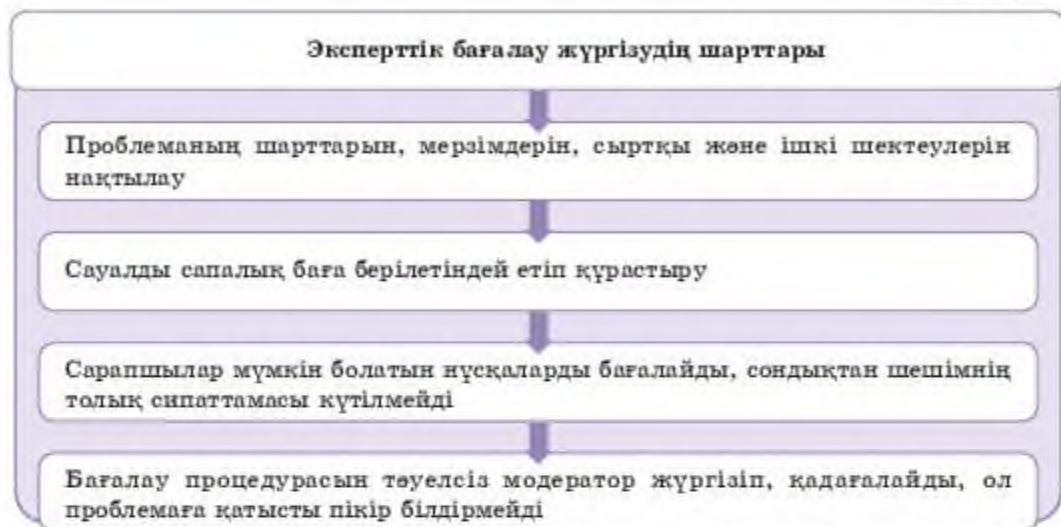 Эксперттік бағалау жүргізудің шарттары
Проблеманың шарттарын, мерзімдерін, сыртқы және ішкі шектеулерін
нақтылау
Сауалды сапалық баға берілетіндей етіп құрастыру
Сарапшылар мүмкін болатын нұсқаларды бағалайды, сондықтан шешімнің
толық сипаттамасы күтілмейді
Бағалау процедурасын тәуелсіз модератор жүргізіп, қадағалайды, ол
проблемаға қатысты пікір білдірмейді